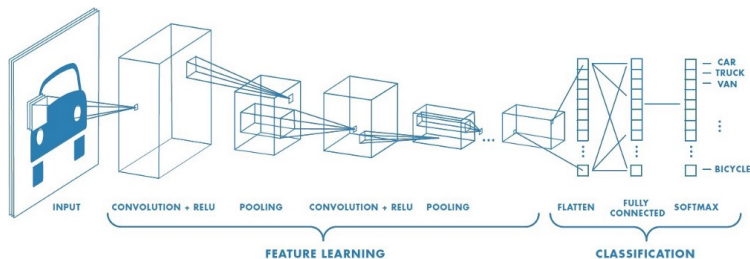 CAR
TRUCK
VAN
BICYCLE
INPUT
CONVOLUTION + RELU
POOLING
CONVOLUTION + RELU
POOLING
FLATTEN
FULLY
CONNECTED
SOFTMAX
FEATURE LEARNING
CLASSIFICATION